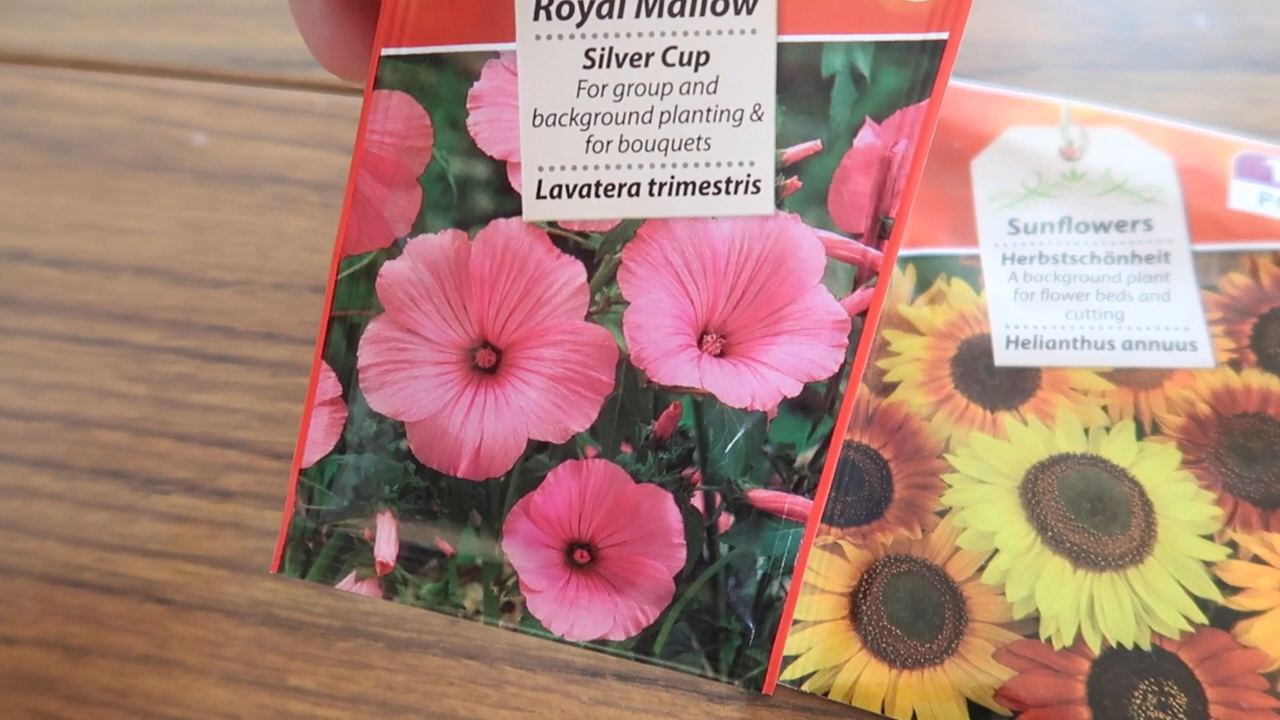 Royal Mallow
Silver Cup
For group and
background planting &
for bouquets
Lavatera trimestris
Sunflowers
Herbstschönheit
A background plant
for flower beds and
cutting
Helianthus annuus